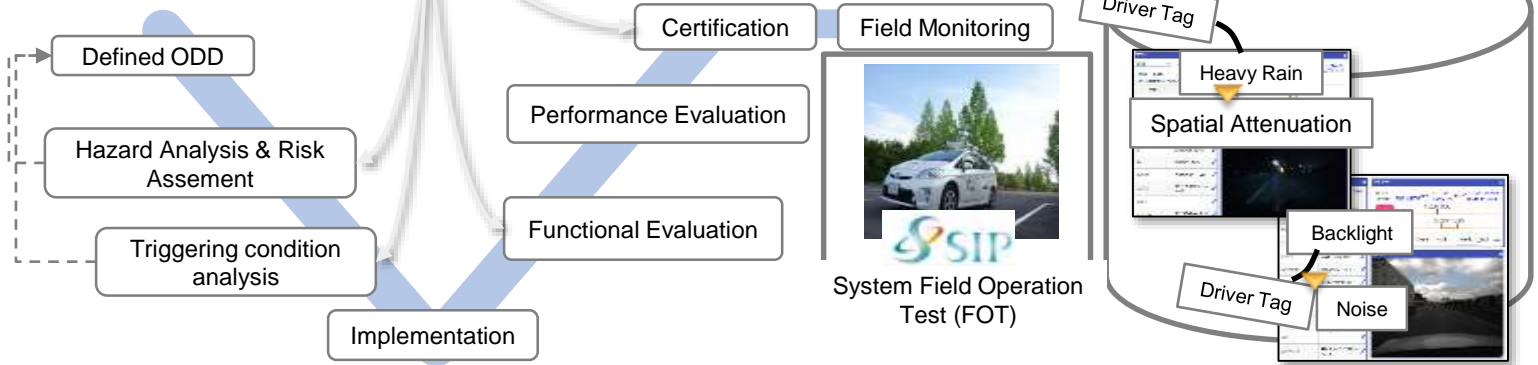 Defined ODD
Hazard Analysis & Risk
Assement
Triggering condition
analysis
Implementation
Certification
Field Monitoring
Performance Evaluation
Functional Evaluation
SIP
System Field Operation
Test (FOT)
Driver Tag
Heavy Rain
Spatial Attenuation
Backlight
Driver Tag
Noise